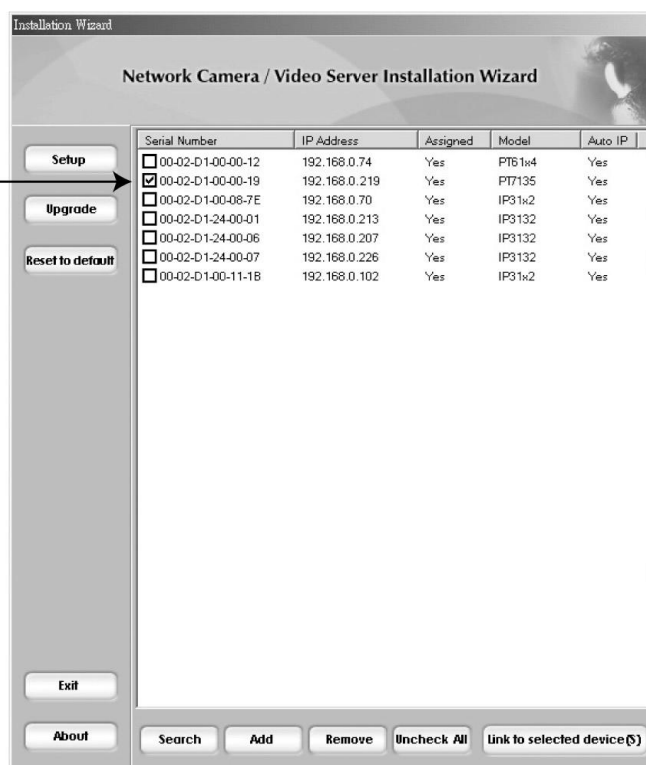 Installation Wizard
Network Camera / Video Server Installation Wizard
Setup
Upgrade
Reset to default
Serial Number IP Address Assigned Model Auto IP
00-02-D1-00-00-12 192.168.0.74 Yes PT61x4 Yes
00-02-D1-00-00-19 192.168.0.219 Yes PT7135 Yes
00-02-D1-00-08-7E 192.168.0.70 Yes IP31x2 Yes
00-02-D1-24-00-01 192.168.0.213 Yes IP3132 Yes
00-02-D1-24-00-06 192.168.0.207 Yes IP3132 Yes
00-02-D1-24-00-07 192.168.0.226 Yes IP3132 Yes
00-02-D1-00-11-1B 192.168.0.102 Yes IP31x2 Yes
Exit
About
Search Add Remove Uncheck All Link to selected device(S)